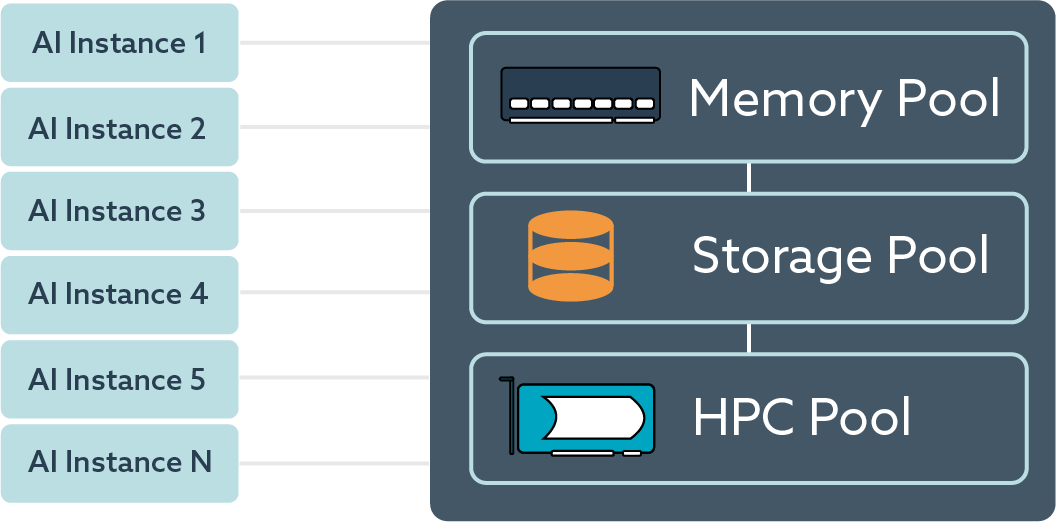 AI Instance 1
AI Instance 2
AI Instance 3
AI Instance 4
AI Instance 5
AI Instance N
Memory Pool
Storage Pool
HPC Pool